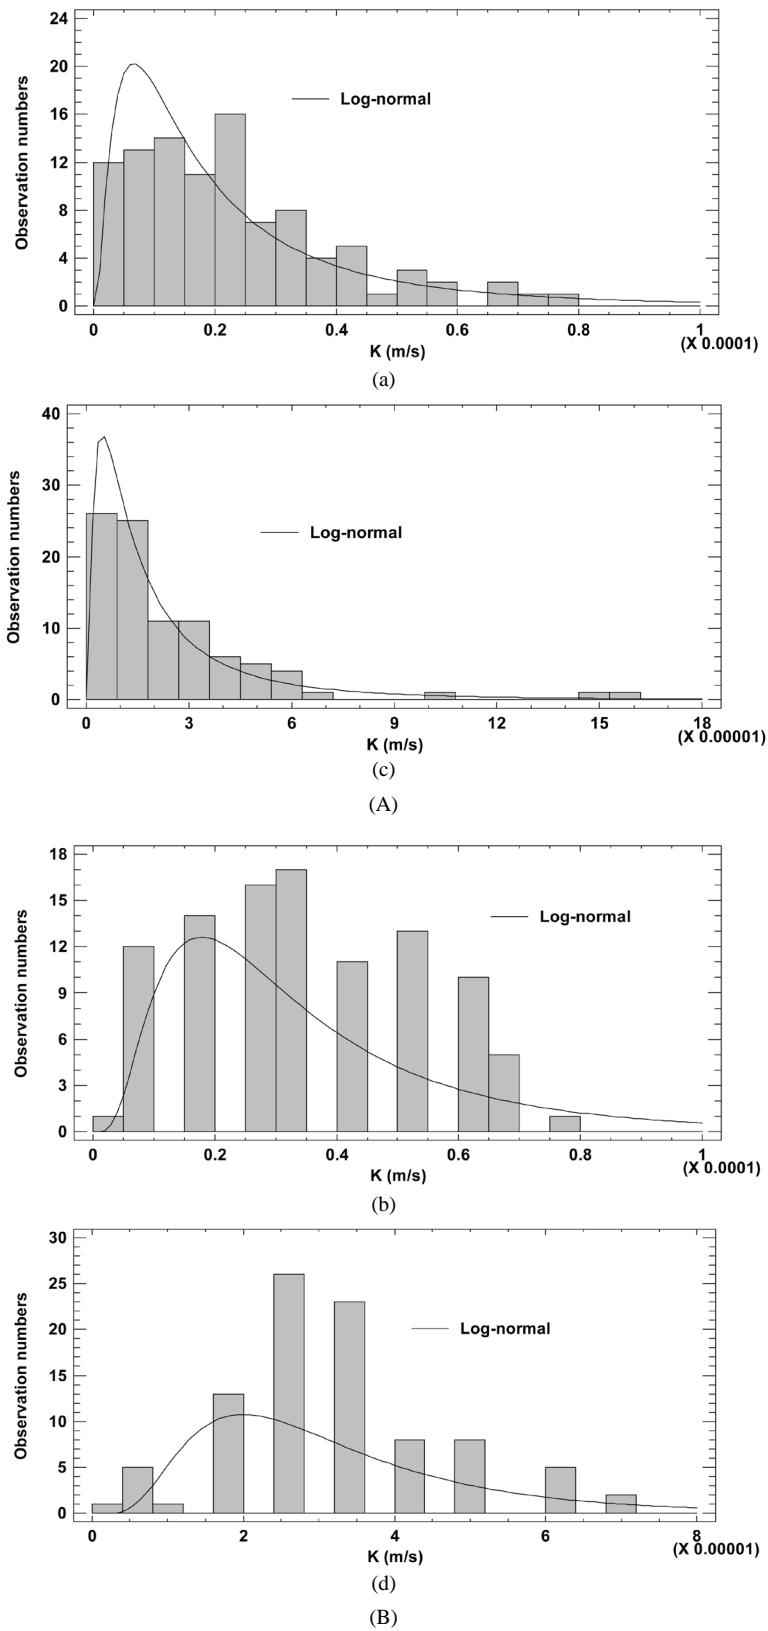 24
20
16
12
8
4
0
Observation numbers
Log-normal
0 0.2 0.4 0.6 0.8 1
(X 0.0001)
K (m/s)
(a)
40
30
20
10
0
Observation numbers
Log-normal
0 3 6 9 12 15 18
(X 0.00001)
K (m/s)
(c)
(A)
18
15
12
9
6
3
0
Observation numbers
Log-normal
0 0.2 0.4 0.6 0.8 1
(X 0.0001)
K (m/s)
(b)
30
25
20
15
10
5
0
Observation numbers
Log-normal
0 2 4 6 8
(X 0.00001)
K (m/s)
(d)
(B)